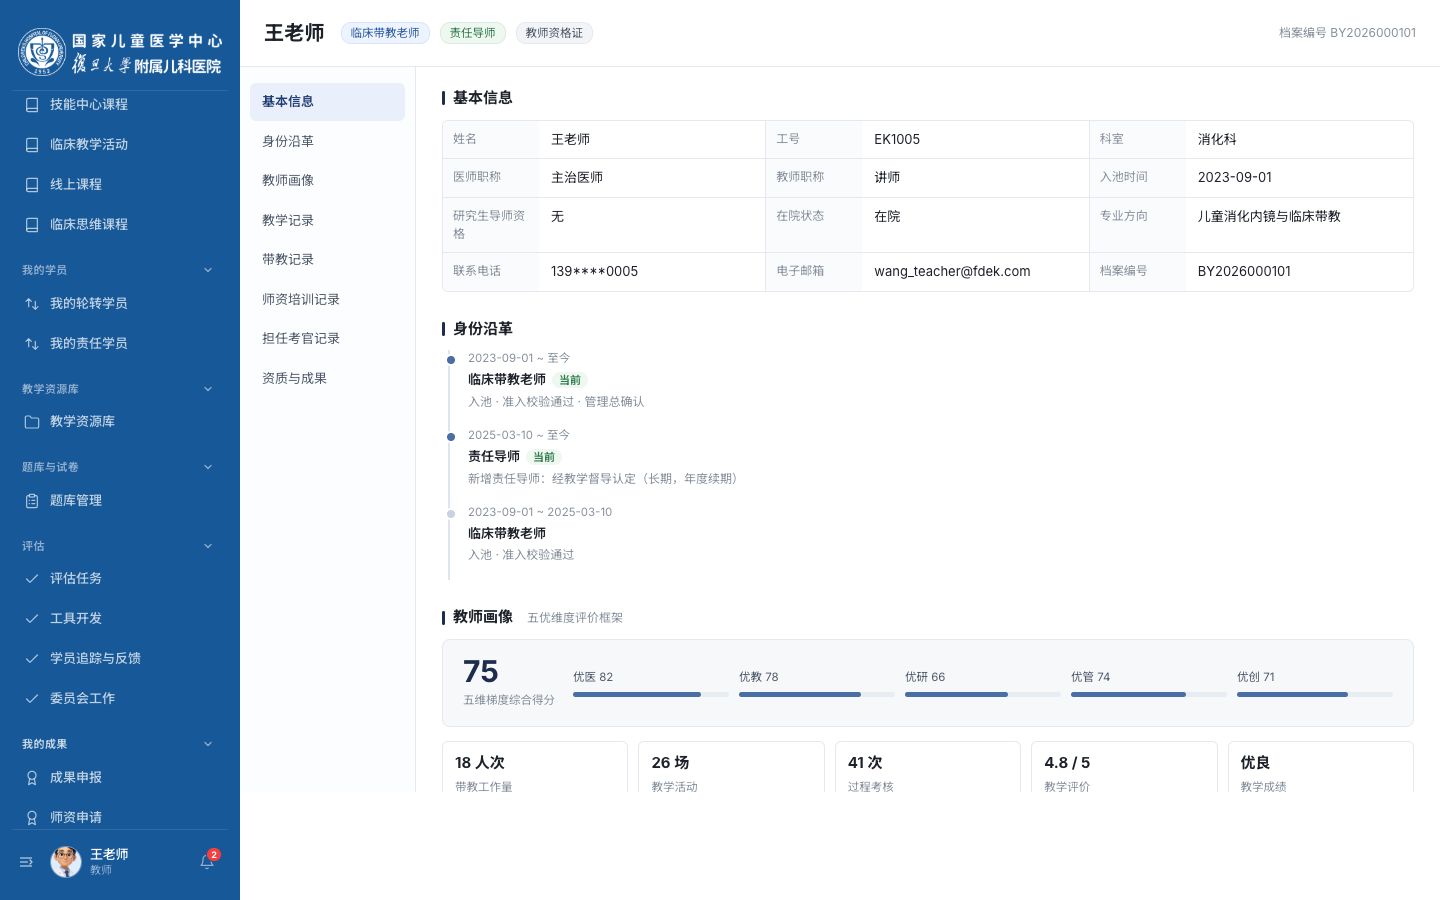 国家儿童医学中心
復旦大学附属儿科医院
技能中心课程
临床教学活动
线上课程
临床思维课程
我的学员
我的轮转学员
我的责任学员
教学资源库
教学资源库
题库与试卷
题库管理
评估
评估任务
工具开发
学员追踪与反馈
委员会工作
我的成果
成果申报
师资申请
王老师
教师
2
王老师 临床带教老师 责任导师 教师资格证 档案编号 BY2026000101
基本信息
身份沿革
教师画像
教学记录
带教记录
师资培训记录
担任考官记录
资质与成果
基本信息
姓名 王老师 工号 EK1005 科室 消化科
医师职称 主治医师 教师职称 讲师 入池时间 2023-09-01
研究生导师资格 无 在院状态 在院 专业方向 儿童消化内镜与临床带教
联系电话 139****0005 电子邮箱 wang_teacher@fdek.com 档案编号 BY2026000101
身份沿革
2023-09-01 ~ 至今
临床带教老师 当前
入池 · 准入校验通过 · 管理总确认
2025-03-10 ~ 至今
责任导师 当前
新增责任导师：经教学督导认定（长期，年度续期）
2023-09-01 ~ 2025-03-10
临床带教老师
入池 · 准入校验通过
教师画像 五优维度评价框架
75
五维梯度综合得分
优医 82 优教 78 优研 66 优管 74 优创 71
18 人次 26 场 41 次 4.8 / 5 优良
带教工作量 教学活动 过程考核 教学评价 教学成绩